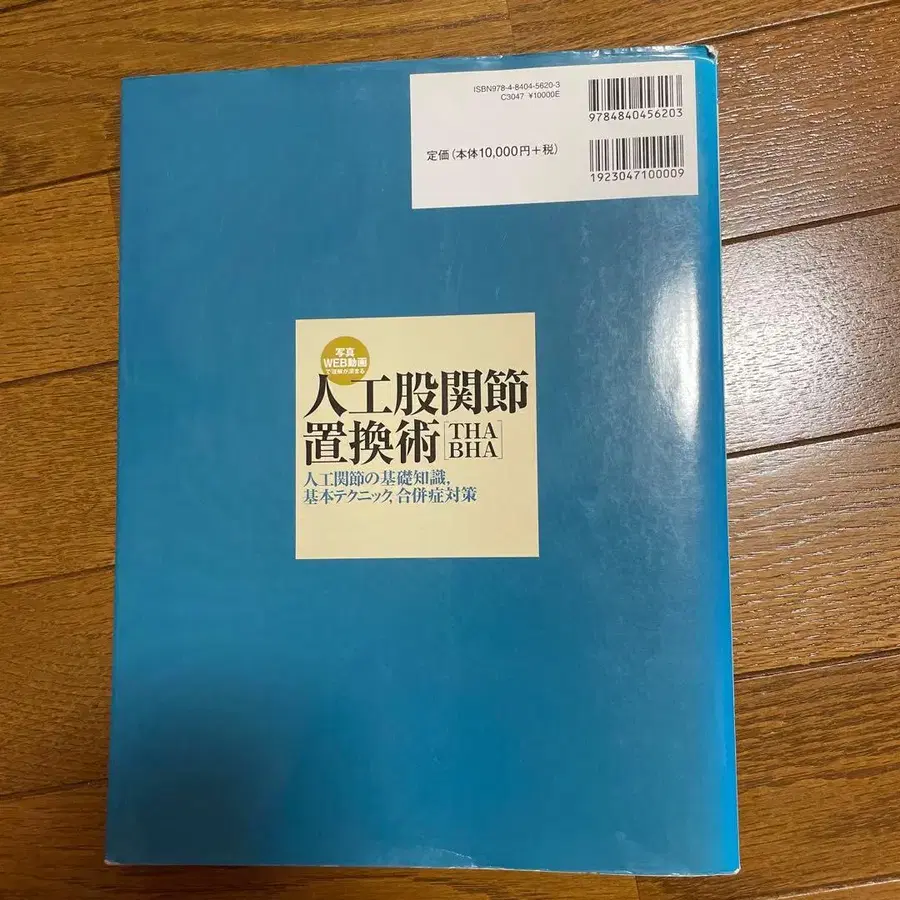 ISBN978-4-8404-5620-3
C3047 ¥10000E
9784840456203
定価(本体10,000円+税)
1923047100009
写真
WEB動画
で理解が深まる
人工股関節
置換術[THA BHA]
人工関節の基礎知識,
基本テクニック,合併症対策